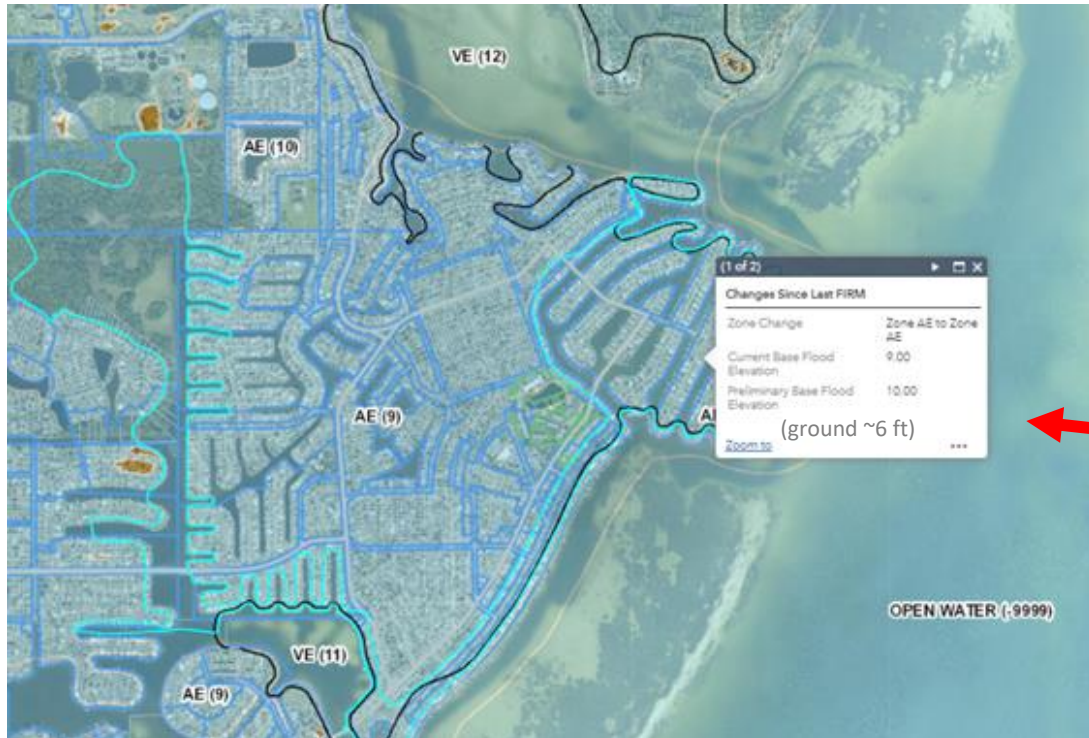 VE (12)
AE (10)
(1 of 2)
Changes Since Last FIRM
Zone Change
Zone AE to Zone
AE
Current Base Flood
Elevation
9.00
Preliminary Base Flood
Elevation
10.00
(ground ~6 ft)
Zoom to
AE (9)
OPEN WATER (-9999)
VE (11)
AE (9)